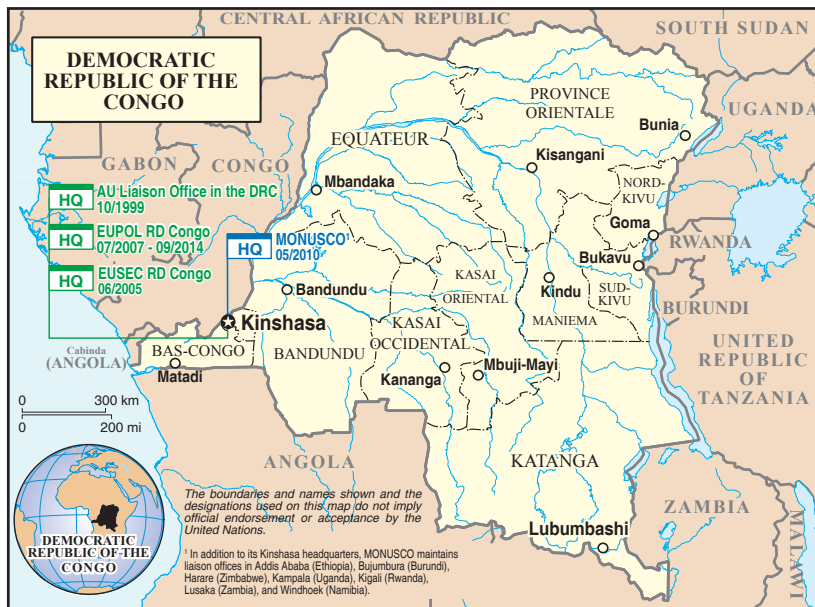 CENTRAL AFRICAN REPUBLIC
SOUTH SUDAN
DEMOCRATIC
REPUBLIC OF THE
CONGO
PROVINCE
ORIENTALE
UGANDA
Bunia
EQUATEUR
GABON
CONGO
Kisangani
HQ
AU Liaison Office in the DRC
10/1999
Mbandaka
NORD-
KIVU
HQ
EUPOL RD Congo
07/2007 - 09/2014
Goma
HQ
MONUSCO¹
05/2010
RWANDA
HQ
EUSEC RD Congo
06/2005
Bukavu
KASAI
ORIENTAL
Kindu
SUD-
KIVU
Bandundu
BURUNDI
Kinshasa
KASAI
OCCIDENTAL
MANIEMA
UNITED
REPUBLIC
OF
TANZANIA
Cabinda
(ANGOLA)
BAS-CONGO
BANDUNDU
Matadi
Kananga
Mbuji-Mayi
0 300 km
0 200 mi
ANGOLA
KATANGA
The boundaries and names shown and the
designations used on this map do not imply
official endorsement or acceptance by the
United Nations.
ZAMBIA
MALAWI
Lubumbashi
DEMOCRATIC
REPUBLIC OF THE
CONGO
¹ In addition to its Kinshasa headquarters, MONUSCO maintains
liaison offices in Addis Ababa (Ethiopia), Bujumbura (Burundi),
Harare (Zimbabwe), Kampala (Uganda), Kigali (Rwanda),
Lusaka (Zambia), and Windhoek (Namibia).